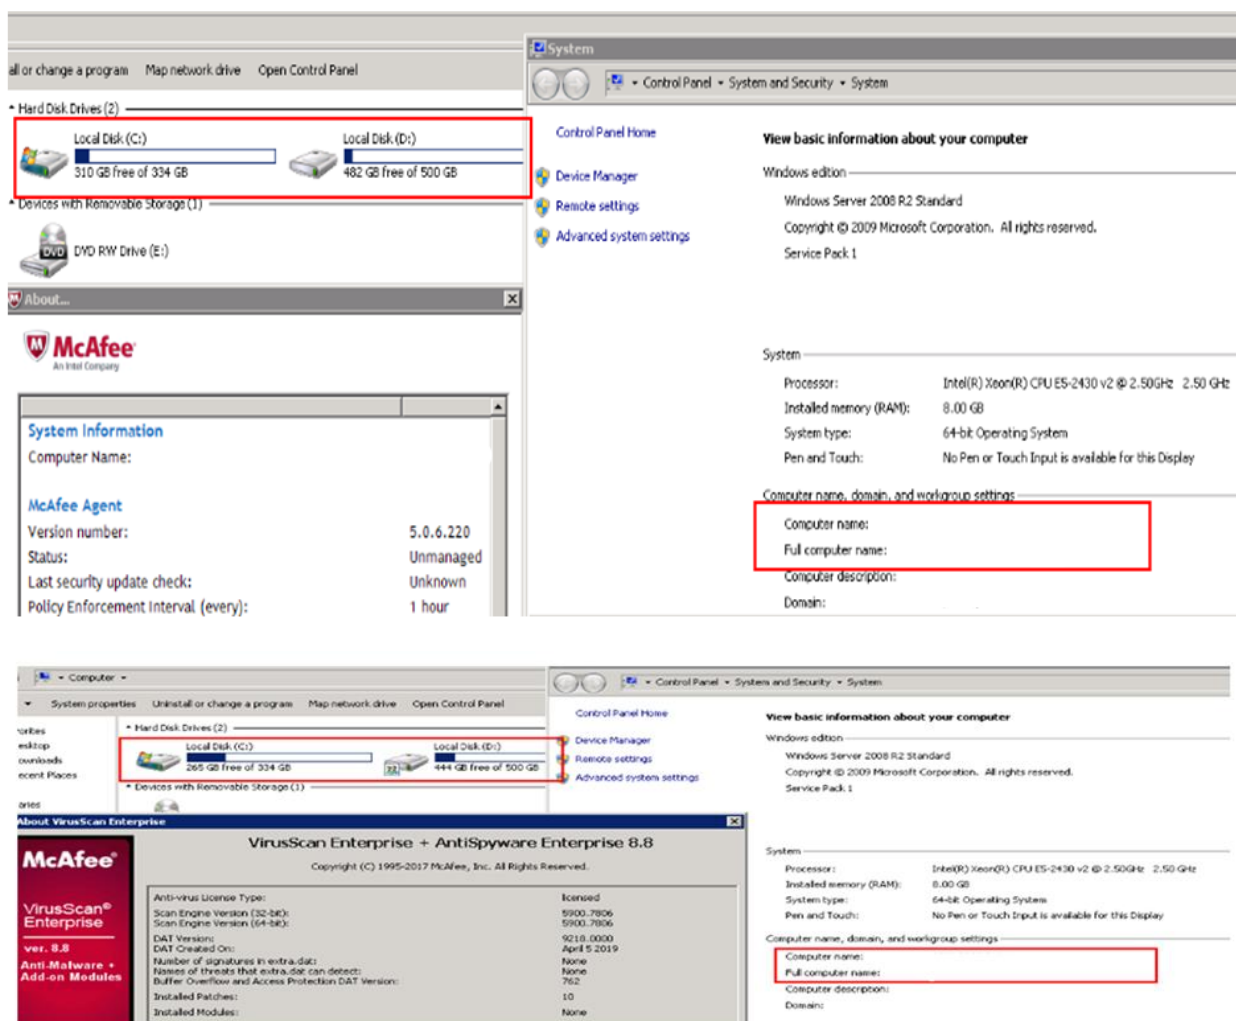 System
all or change a program Map network drive Open Control Panel
Control Panel System and Security System
Hard Disk Drives (2)
Local Disk (C:) Local Disk (D:)
310 GB free of 334 GB 482 GB free of 500 GB
Devices with Removable Storage (1)
DVD
DVD RW Drive (E:)
Control Panel Home
Device Manager
Remote settings
Advanced system settings
View basic information about your computer
Windows edition
Windows Server 2008 R2 Standard
Copyright © 2009 Microsoft Corporation. All rights reserved.
Service Pack 1
System
Processor: Intel(R) Xeon(R) CPU E5-2430 v2 @ 2.50GHz 2.50 GHz
Installed memory (RAM): 8.00 GB
System type: 64-bit Operating System
Pen and Touch: No Pen or Touch Input is available for this Display
Computer name, domain, and workgroup settings
Computer name:
Full computer name:
Computer description:
Domain:
About...
McAfee
An Intel Company
System Information
Computer Name:
McAfee Agent
Version number: 5.0.6.220
Status: Unmanaged
Last security update check: Unknown
Policy Enforcement Interval (every): 1 hour
Computer
System properties Uninstall or change a program Map network drive Open Control Panel
vorites
esktop
ownloads
ecent Places
aries
Hard Disk Drives (2)
Local Disk (C:) Local Disk (D:)
265 GB free of 334 GB 444 GB free of 500 GB
Devices with Removable Storage (1)
Control Panel System and Security System
Control Panel Home
Device Manager
Remote settings
Advanced system settings
View basic information about your computer
Windows edition
Windows Server 2008 R2 Standard
Copyright © 2009 Microsoft Corporation. All rights reserved.
Service Pack 1
System
Processor: Intel(R) Xeon(R) CPU E5-2430 v2 @ 2.50GHz 2.50 GHz
Installed memory (RAM): 8.00 GB
System type: 64-bit Operating System
Pen and Touch: No Pen or Touch Input is available for this Display
Computer name, domain, and workgroup settings
Computer name:
Full computer name:
Computer description:
Domain:
About VirusScan Enterprise
McAfee®
VirusScan®
Enterprise
ver. 8.8
Anti-Malware +
Add-on Modules
VirusScan Enterprise + AntiSpyware Enterprise 8.8
Copyright (C) 1995-2017 McAfee, Inc. All Rights Reserved.
Anti-virus License Type: licensed
Scan Engine Version (32-bit): 5900.7806
Scan Engine Version (64-bit): 5900.7806
DAT Version: 9218.0000
DAT Created On: April 5 2019
Number of signatures in extra.dat: None
Names of threats that extra.dat can detect: None
Buffer Overflow and Access Protection DAT Version: 762
Installed Patches: 10
Installed Modules: None